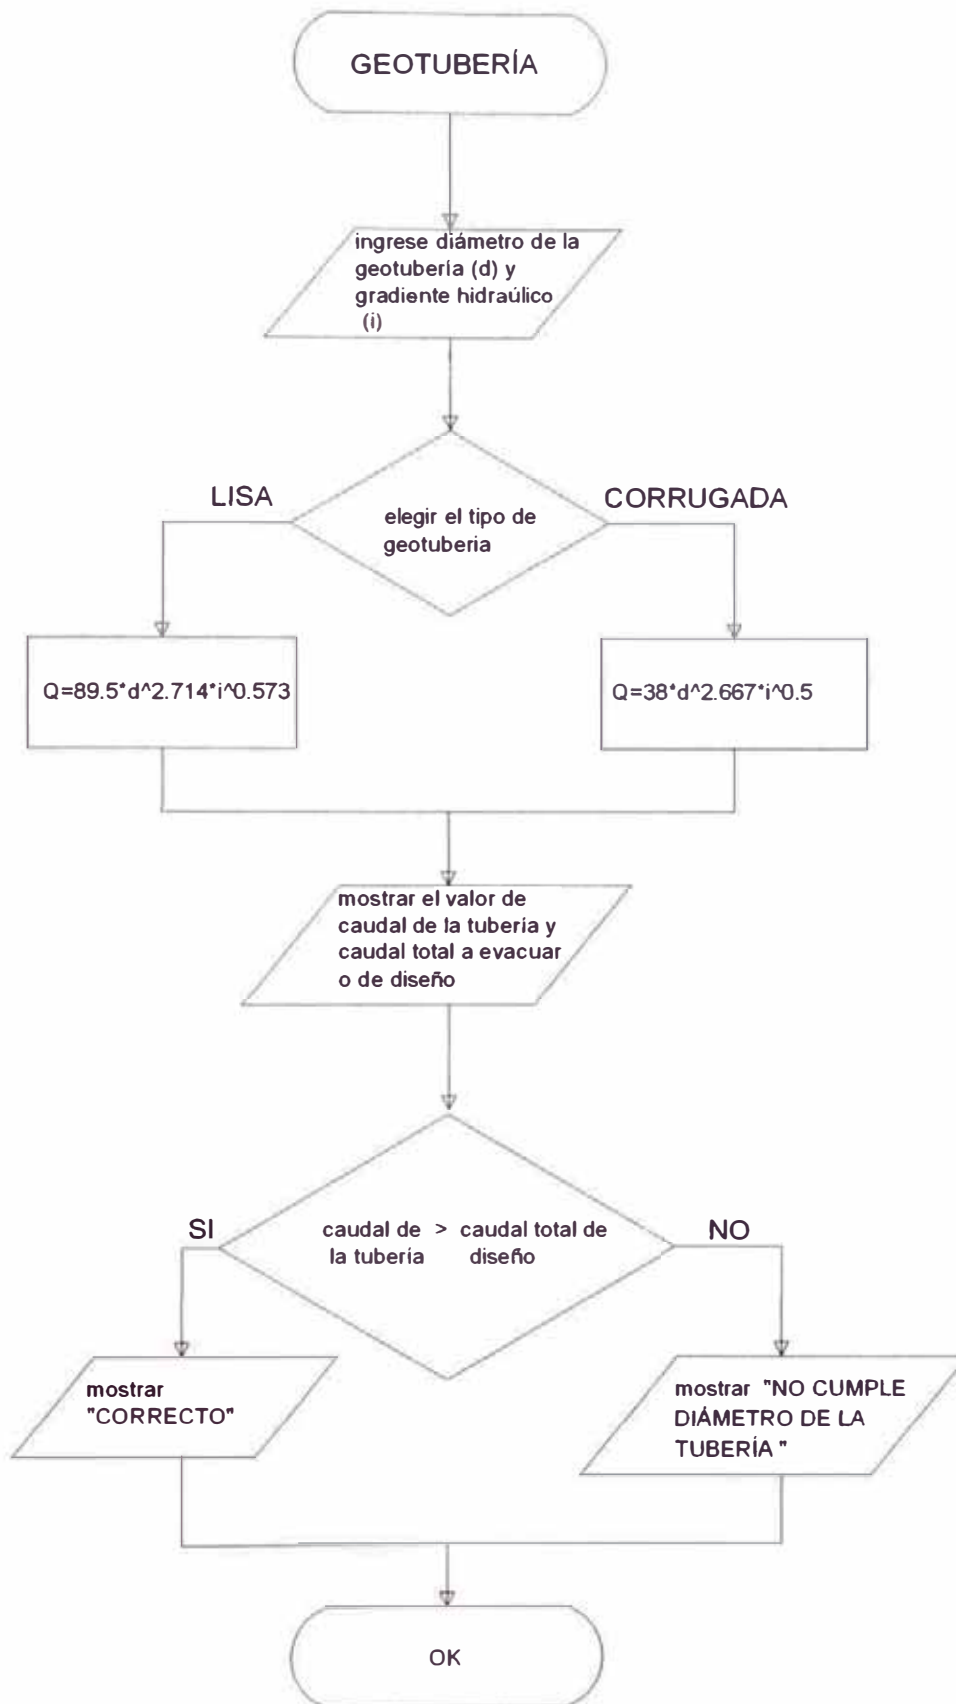 GEOTUBERÍA
ingrese diámetro de la
geotubería (d) y
gradiente hidraúlico
(i)
LISA
CORRUGADA
elegir el tipo de
geotuberia
Q=89.5*d^2.714*i^0.573
Q=38*d^2.667*i^0.5
mostrar el valor de
caudal de la tubería y
caudal total a evacuar
o de diseño
SI
NO
caudal de > caudal total de
la tubería diseño
mostrar
"CORRECTO"
mostrar "NO CUMPLE
DIÁMETRO DE LA
TUBERÍA "
OK